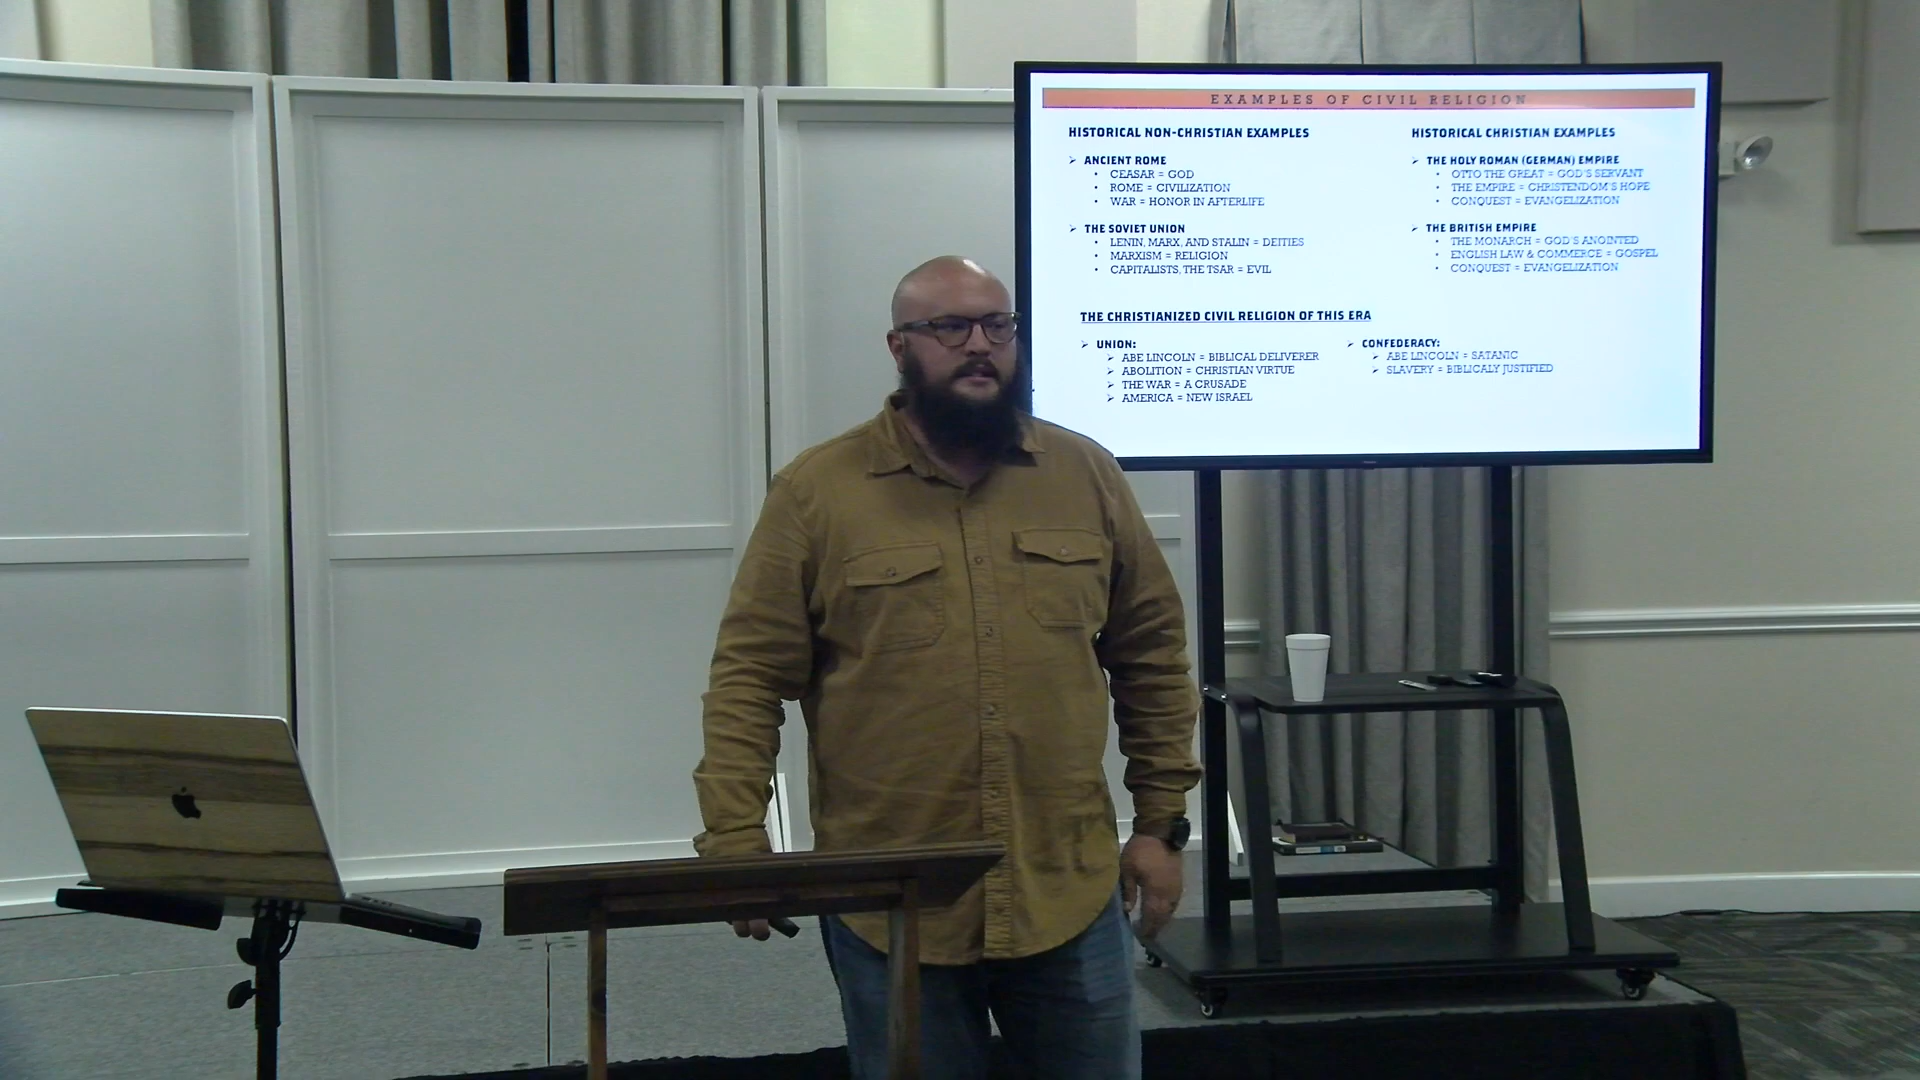 EXAMPLES OF CIVIL RELIGION
HISTORICAL NON-CHRISTIAN EXAMPLES
ANCIENT ROME
CEASAR = GOD
ROME = CIVILIZATION
WAR = HONOR IN AFTERLIFE
THE SOVIET UNION
LENIN, MARX, AND STALIN = DEITIES
MARXISM = RELIGION
CAPITALISTS, THE TSAR = EVIL
HISTORICAL CHRISTIAN EXAMPLES
THE HOLY ROMAN (GERMAN) EMPIRE
OTTO THE GREAT = GOD'S SERVANT
THE EMPIRE = CHRISTENDOM'S HOPE
CONQUEST = EVANGELIZATION
THE BRITISH EMPIRE
THE MONARCH = GOD'S ANOINTED
ENGLISH LAW & COMMERCE = GOSPEL
CONQUEST = EVANGELIZATION
THE CHRISTIANIZED CIVIL RELIGION OF THIS ERA
UNION:
ABE LINCOLN = BIBLICAL DELIVERER
ABOLITION = CHRISTIAN VIRTUE
THE WAR = A CRUSADE
AMERICA = NEW ISRAEL
CONFEDERACY:
ABE LINCOLN = SATANIC
SLAVERY = BIBLICALY JUSTIFIED